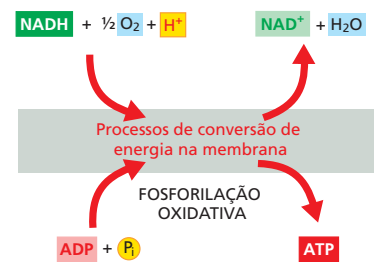 NADH + ½ O₂ + H⁺ NAD⁺ + H₂O
Processos de conversão de
energia na membrana
FOSFORILAÇÃO
OXIDATIVA
ADP + Pᵢ ATP